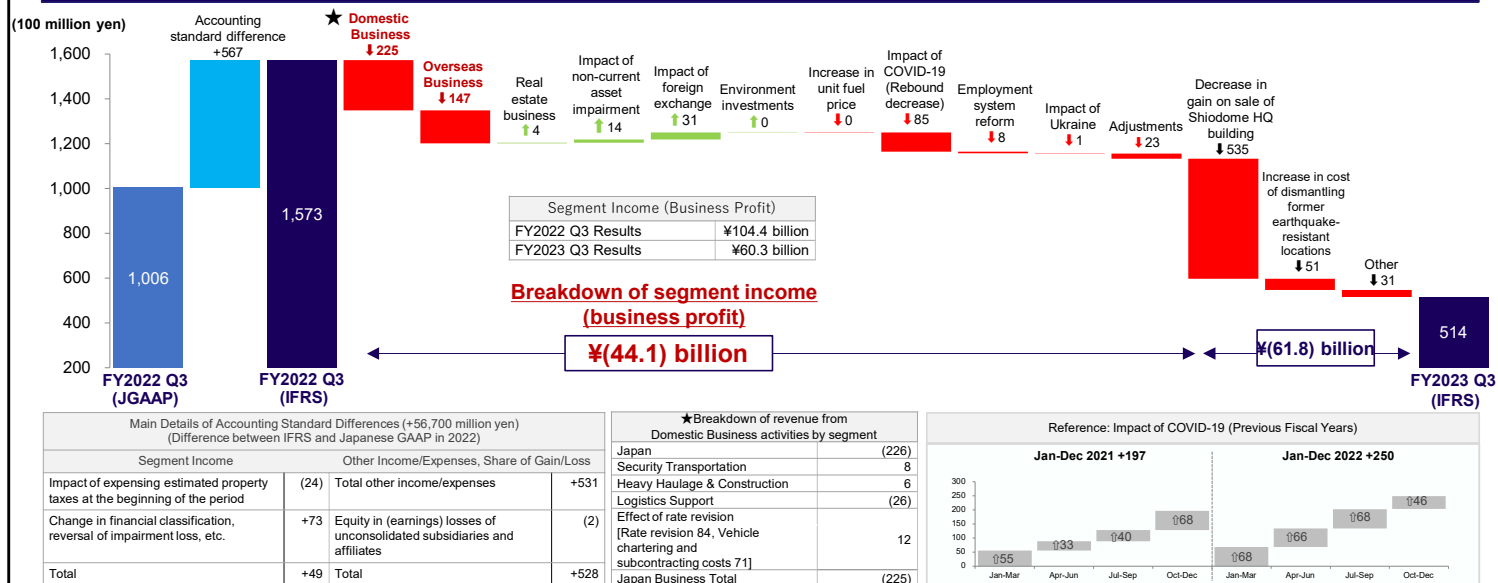 (100 million yen)
1,600
1,400
1,200
1,000
800
600
400
200
Accounting
standard difference
+567
★ Domestic
Business
⬇225
Overseas
Business
⬇147
Real
estate
business
⬆4
Impact of
non-current
asset
impairment
⬆14
Impact of
foreign
exchange
⬆31
Environment
investments
⬆0
Increase in
unit fuel
price
⬇0
Impact of
COVID-19
(Rebound
decrease)
⬇85
Employment
system
reform
⬇8
Impact of
Ukraine
⬇1
Adjustments
⬇23
Decrease in
gain on sale of
Shiodome HQ
building
⬇535
Increase in cost
of dismantling
former
earthquake-
resistant
locations
⬇51
Other
⬇31
1,006
1,573
514
FY2022 Q3
(JGAAP)
FY2022 Q3
(IFRS)
FY2023 Q3
(IFRS)
Segment Income (Business Profit)
FY2022 Q3 Results ¥104.4 billion
FY2023 Q3 Results ¥60.3 billion
Breakdown of segment income
(business profit)
¥(44.1) billion
¥(61.8) billion
Main Details of Accounting Standard Differences (+56,700 million yen)
(Difference between IFRS and Japanese GAAP in 2022)
Segment Income Other Income/Expenses, Share of Gain/Loss
Impact of expensing estimated property
taxes at the beginning of the period
(24)
Total other income/expenses +531
Change in financial classification,
reversal of impairment loss, etc.
+73
Equity in (earnings) losses of
unconsolidated subsidiaries and
affiliates
(2)
Total +49 Total +528
★Breakdown of revenue from
Domestic Business activities by segment
Japan (226)
Security Transportation 8
Heavy Haulage & Construction 6
Logistics Support (26)
Effect of rate revision
[Rate revision 84, Vehicle
chartering and
subcontracting costs 71]
12
Japan Business Total (225)
Reference: Impact of COVID-19 (Previous Fiscal Years)
Jan-Dec 2021 +197 Jan-Dec 2022 +250
300
250
200
150
100
50
0
⇧55
⇧33
⇧40
⇧68
⇧68
⇧66
⇧68
⇧46
Jan-Mar Apr-Jun Jul-Sep Oct-Dec Jan-Mar Apr-Jun Jul-Sep Oct-Dec